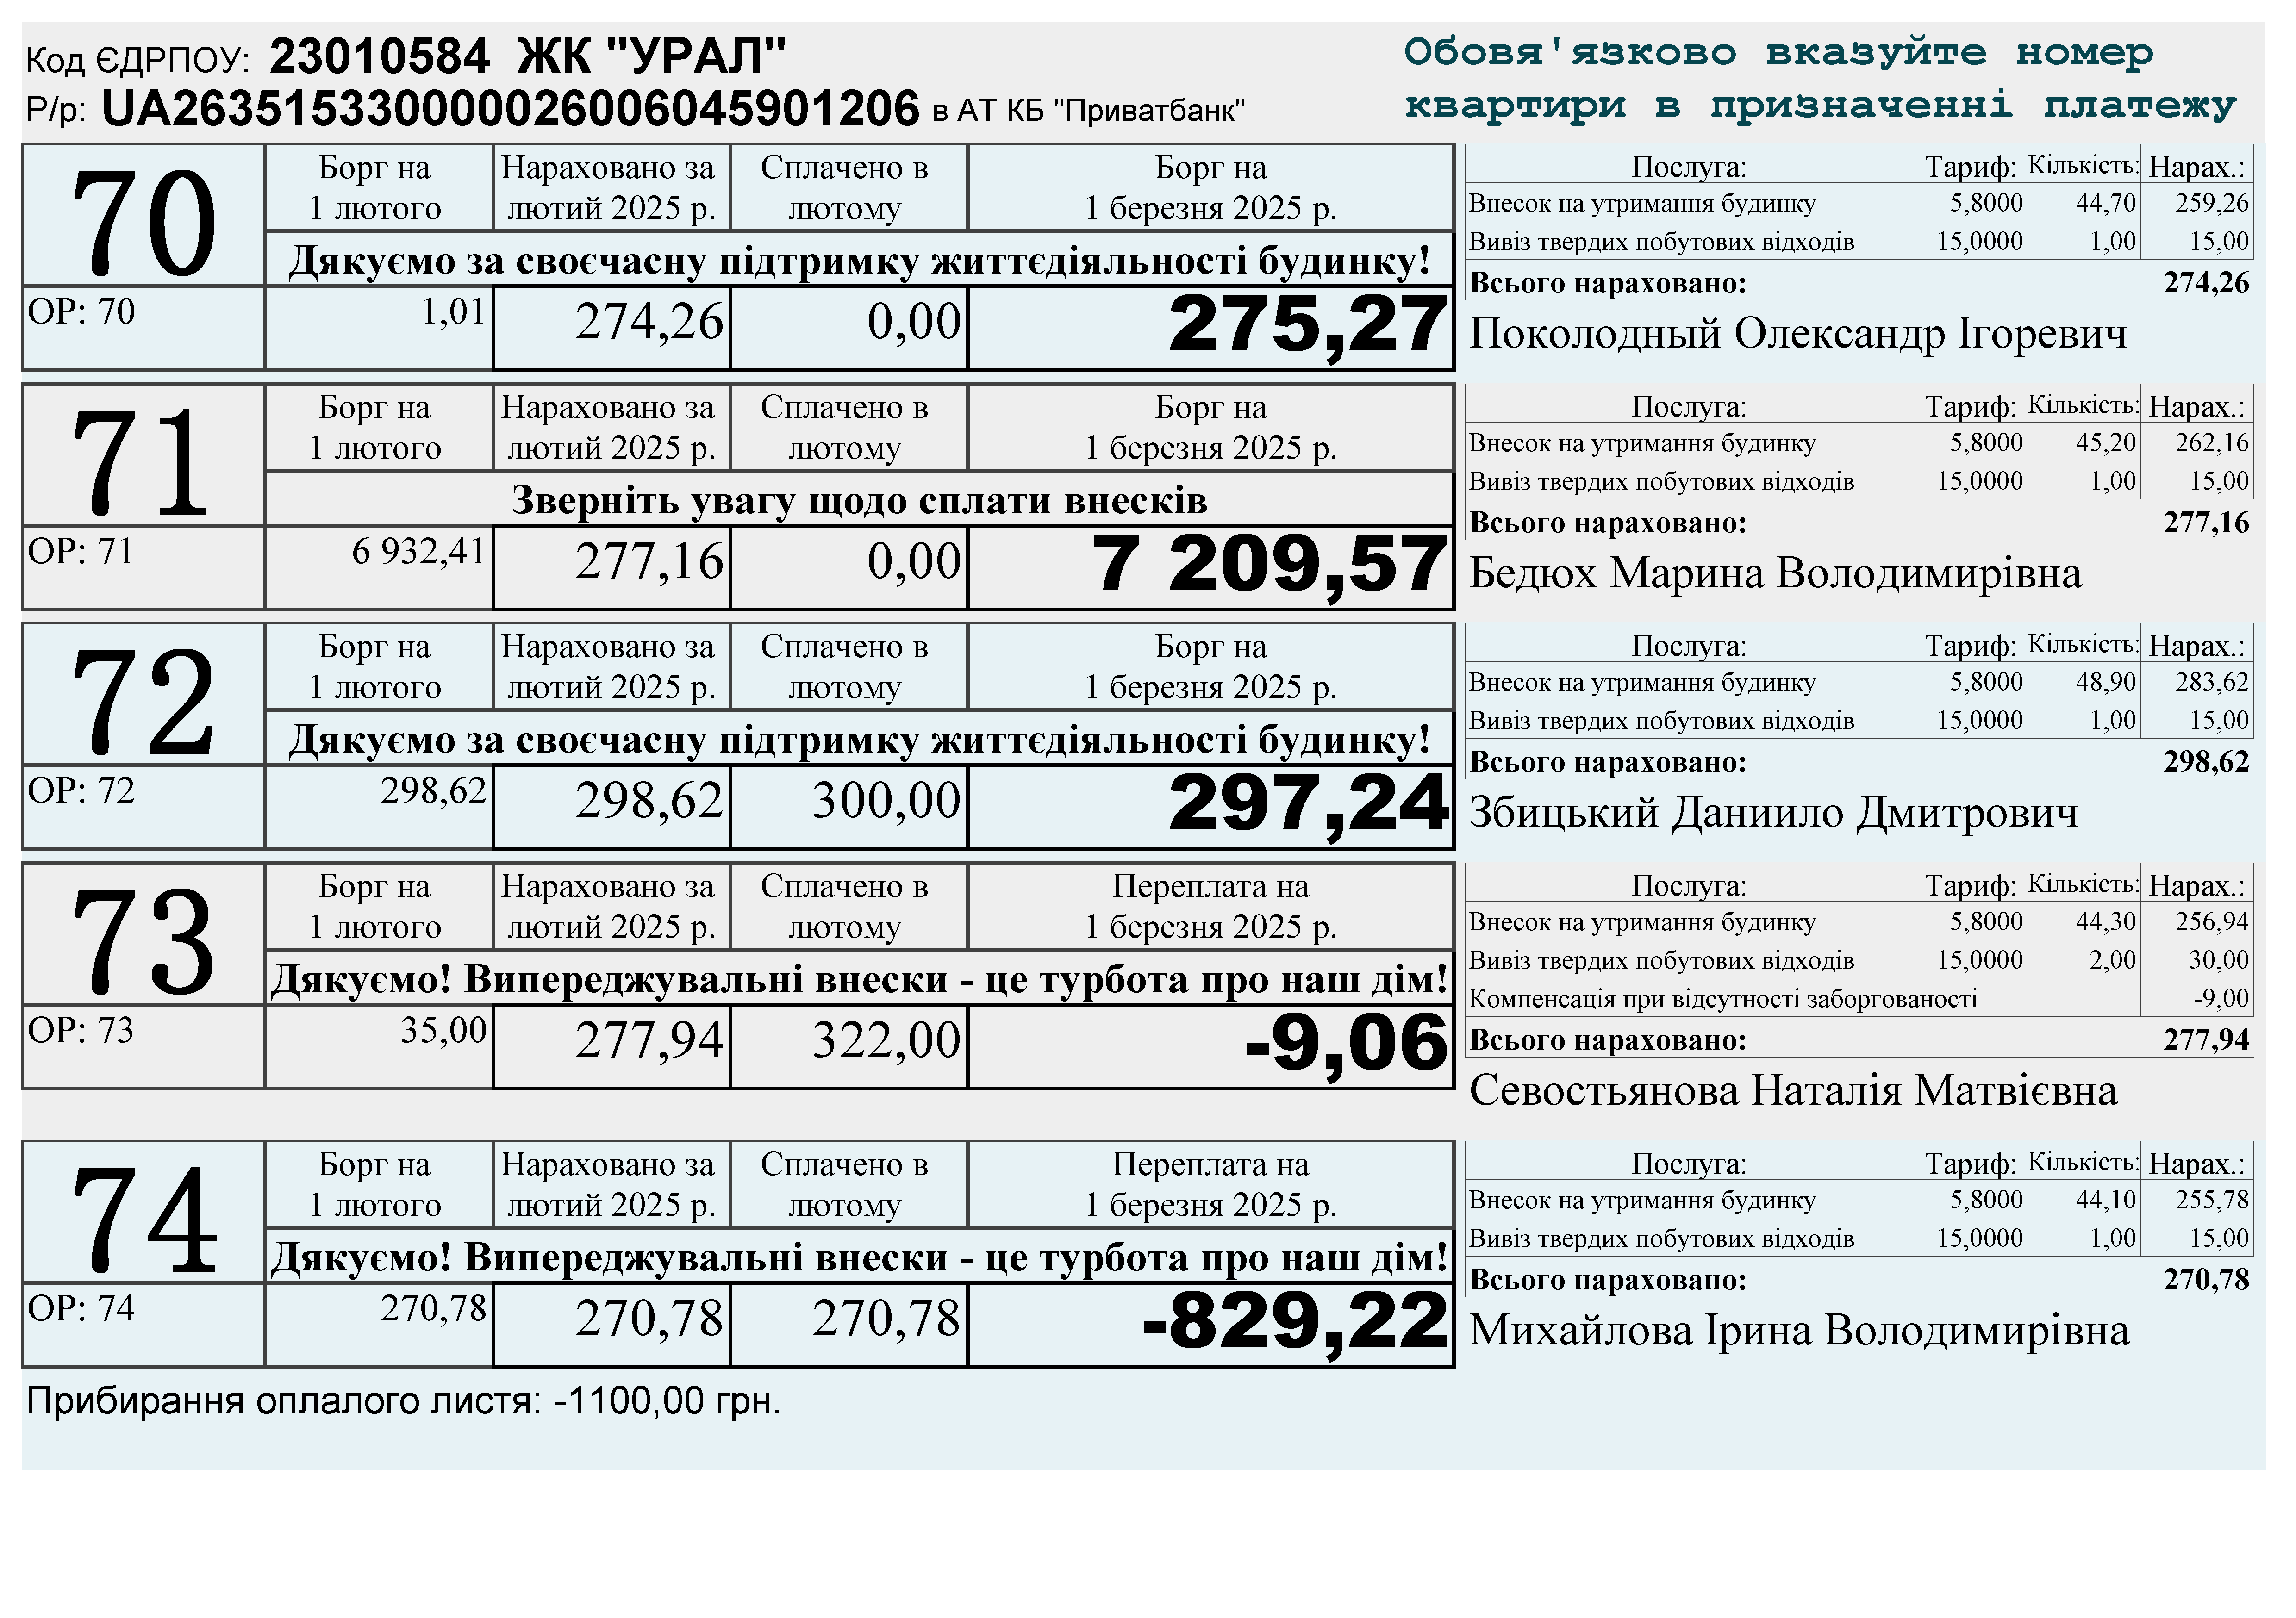 Код ЄДРПОУ: 23010584 ЖК "УРАЛ"
Р/р: UA263515330000026006045901206 в АТ КБ "Приватбанк"
Обовя'язково вказуйте номер
квартири в призначенні платежу
70
Борг на 1 лютого
Нараховано за лютий 2025 р.
Сплачено в лютому
Борг на 1 березня 2025 р.
Дякуємо за своєчасну підтримку життєдіяльності будинку!
ОР: 70 1,01 274,26 0,00 275,27
Послуга: Тариф: Кількість: Нарах.:
Внесок на утримання будинку 5,8000 44,70 259,26
Вивіз твердих побутових відходів 15,0000 1,00 15,00
Всього нараховано: 274,26
Поколодный Олександр Ігоревич
71
Борг на 1 лютого
Нараховано за лютий 2025 р.
Сплачено в лютому
Борг на 1 березня 2025 р.
Зверніть увагу щодо сплати внесків
ОР: 71 6 932,41 277,16 0,00 7 209,57
Послуга: Тариф: Кількість: Нарах.:
Внесок на утримання будинку 5,8000 45,20 262,16
Вивіз твердих побутових відходів 15,0000 1,00 15,00
Всього нараховано: 277,16
Бедюх Марина Володимирівна
72
Борг на 1 лютого
Нараховано за лютий 2025 р.
Сплачено в лютому
Борг на 1 березня 2025 р.
Дякуємо за своєчасну підтримку життєдіяльності будинку!
ОР: 72 298,62 298,62 300,00 297,24
Послуга: Тариф: Кількість: Нарах.:
Внесок на утримання будинку 5,8000 48,90 283,62
Вивіз твердих побутових відходів 15,0000 1,00 15,00
Всього нараховано: 298,62
Збицький Даниило Дмитрович
73
Борг на 1 лютого
Нараховано за лютий 2025 р.
Сплачено в лютому
Переплата на 1 березня 2025 р.
Дякуємо! Випереджувальні внески - це турбота про наш дім!
ОР: 73 35,00 277,94 322,00 -9,06
Послуга: Тариф: Кількість: Нарах.:
Внесок на утримання будинку 5,8000 44,30 256,94
Вивіз твердих побутових відходів 15,0000 2,00 30,00
Компенсація при відсутності заборгованості -9,00
Всього нараховано: 277,94
Севостьянова Наталія Матвієвна
74
Борг на 1 лютого
Нараховано за лютий 2025 р.
Сплачено в лютому
Переплата на 1 березня 2025 р.
Дякуємо! Випереджувальні внески - це турбота про наш дім!
ОР: 74 270,78 270,78 270,78 -829,22
Послуга: Тариф: Кількість: Нарах.:
Внесок на утримання будинку 5,8000 44,10 255,78
Вивіз твердих побутових відходів 15,0000 1,00 15,00
Всього нараховано: 270,78
Михайлова Ірина Володимирівна
Прибирання оплалого листя: -1100,00 грн.